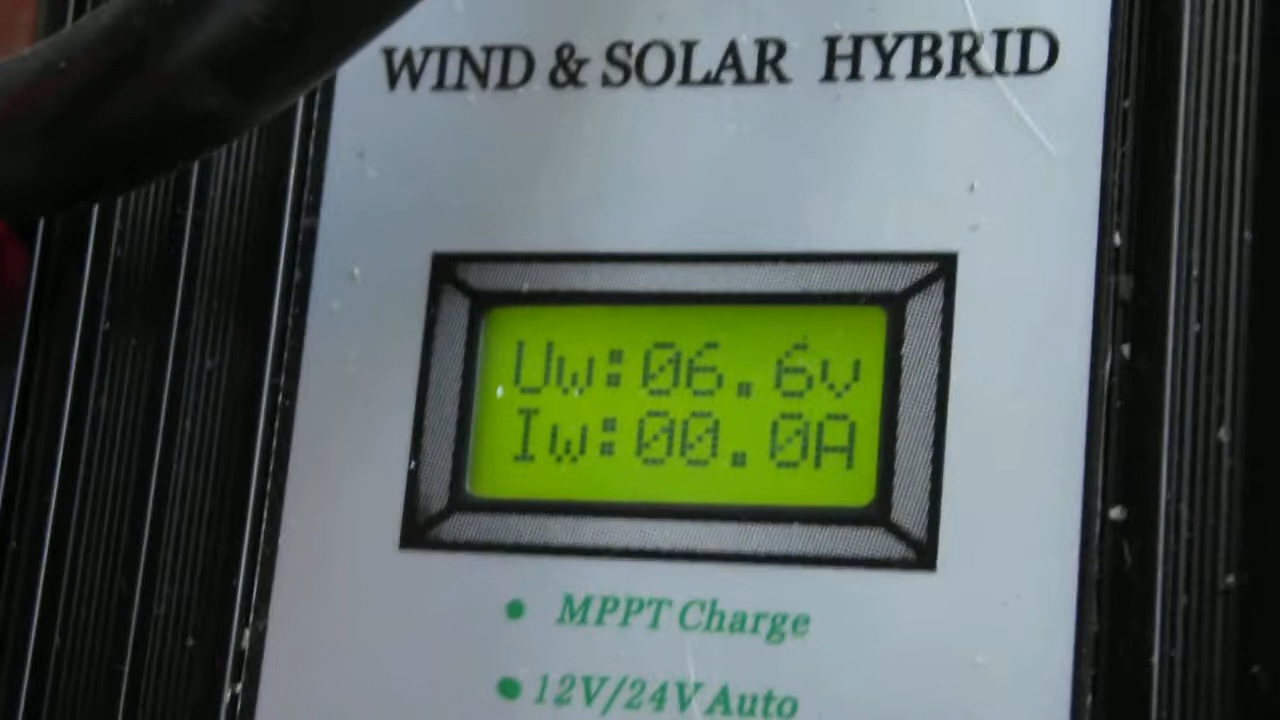 WIND & SOLAR HYBRID
Uw:06.6v
Iw:00.0A
• MPPT Charge
• 12V/24V Auto